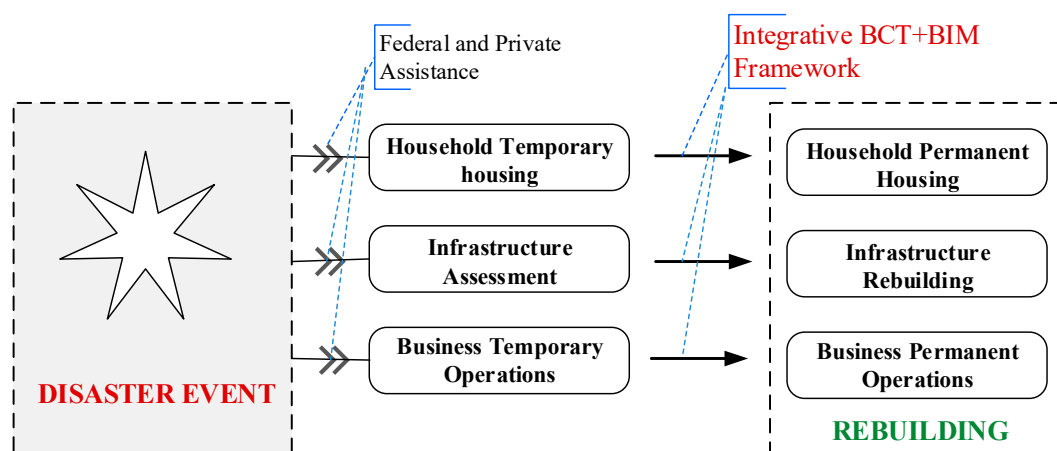 Federal and Private
Assistance
Integrative BCT+BIM
Framework
Household Temporary
housing
Household Permanent
Housing
Infrastructure
Assessment
Infrastructure
Rebuilding
Business Temporary
Operations
Business Permanent
Operations
DISASTER EVENT
REBUILDING